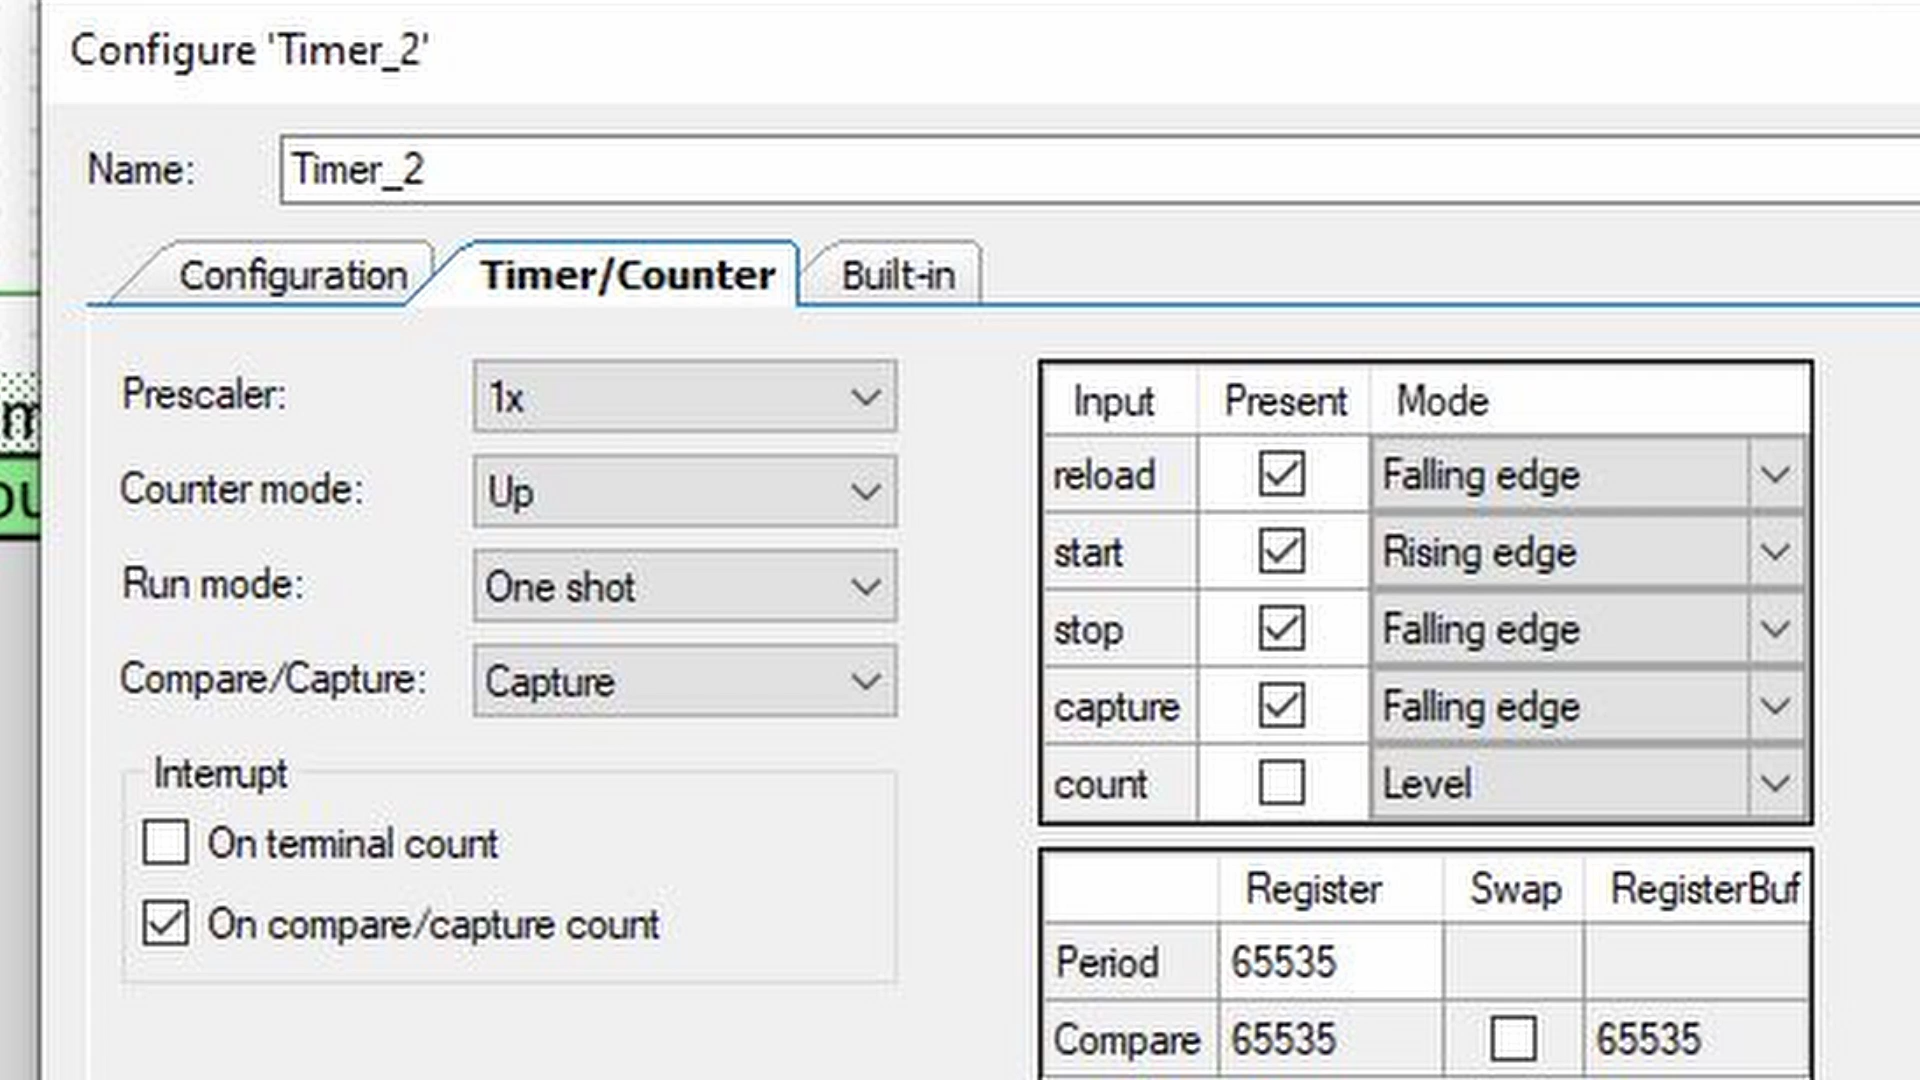 Configure 'Timer_2'
Name: Timer_2
Configuration Timer/Counter Built-in
Prescaler: 1x
Counter mode: Up
Run mode: One shot
Compare/Capture: Capture
Interrupt
On terminal count
On compare/capture count
Input Present Mode
reload Falling edge
start Rising edge
stop Falling edge
capture Falling edge
count Level
Register Swap RegisterBuf
Period 65535
Compare 65535 65535